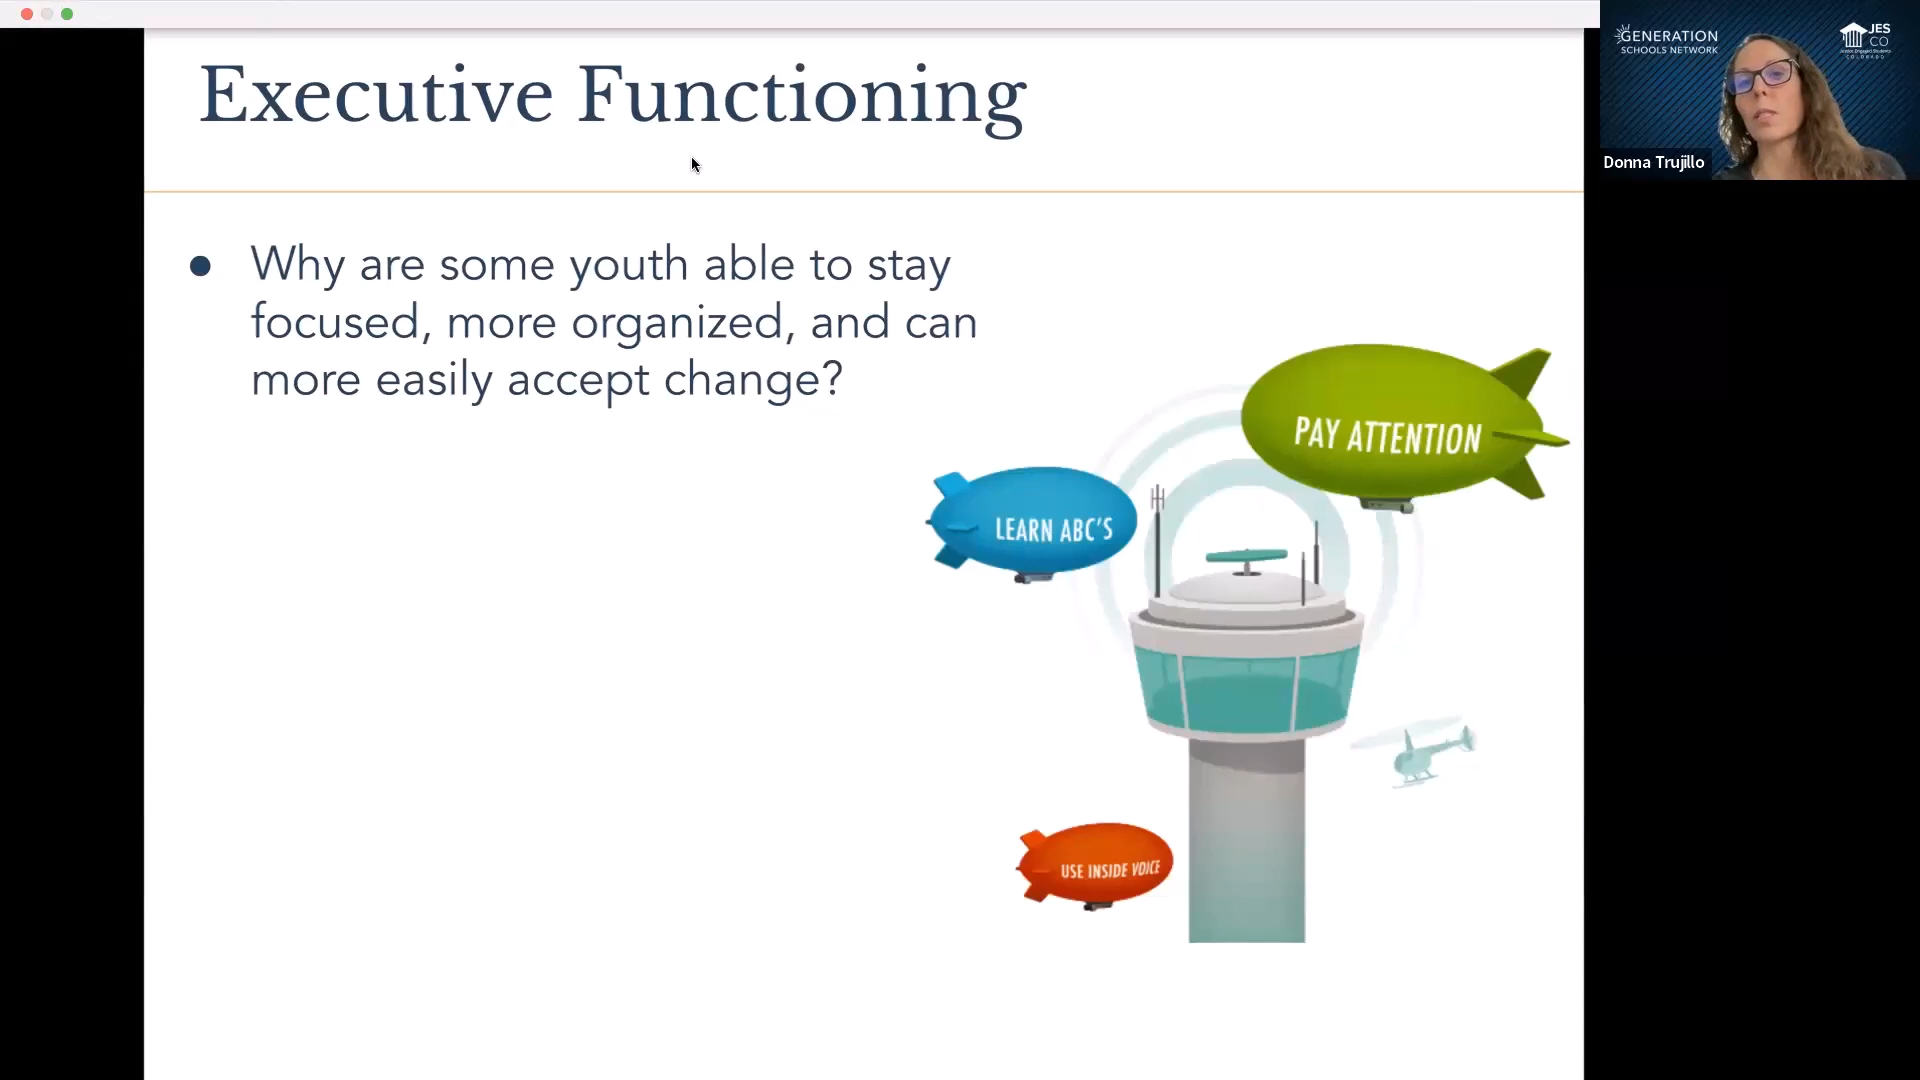 Executive Functioning
GENERATION
SCHOOLS NETWORK
JES
CO
Donna Trujillo
● Why are some youth able to stay
focused, more organized, and can
more easily accept change?
PAY ATTENTION
LEARN ABC'S
USE INSIDE VOICE